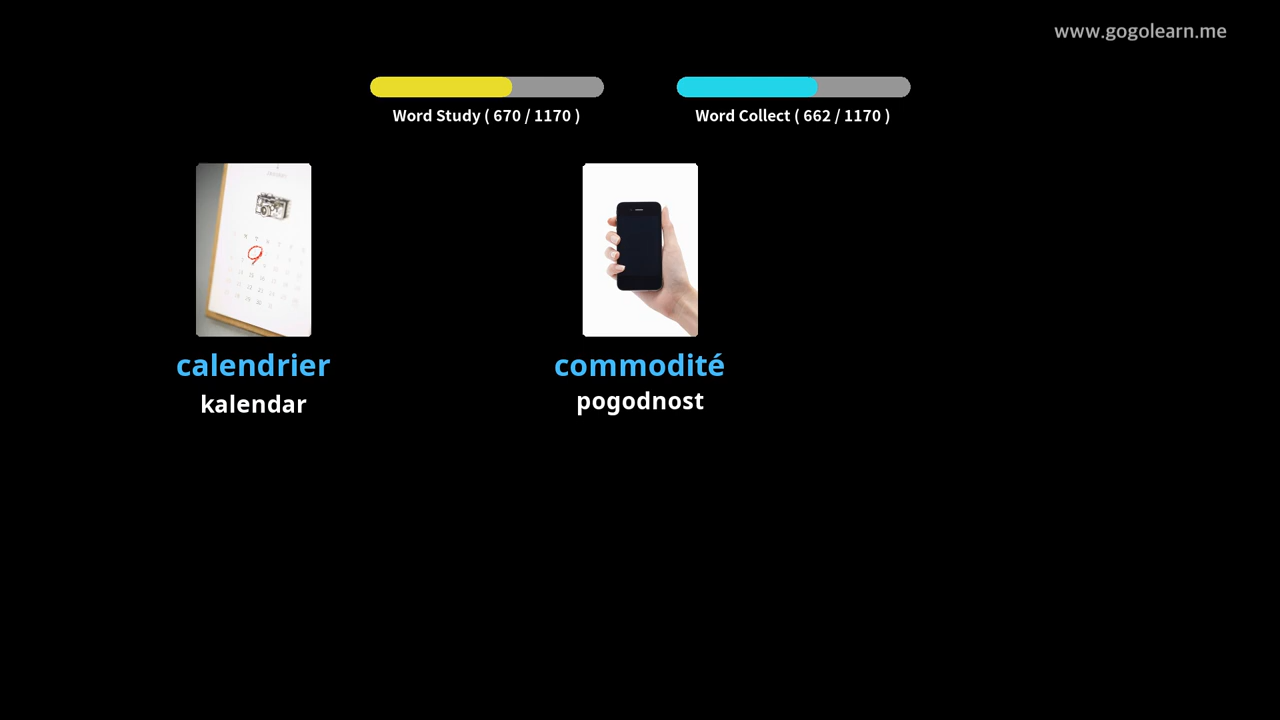 www.gogolearn.me
Word Study ( 670 / 1170 )
Word Collect ( 662 / 1170 )
calendrier
commodité
kalendar
pogodnost